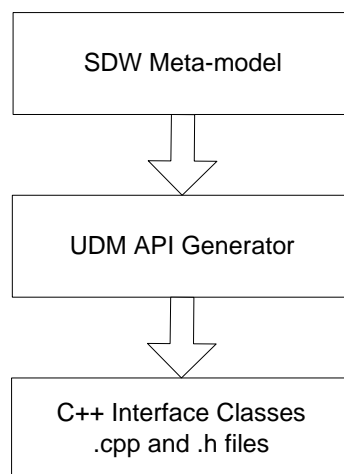 SDW Meta-model
UDM API Generator
C++ Interface Classes
.cpp and .h files